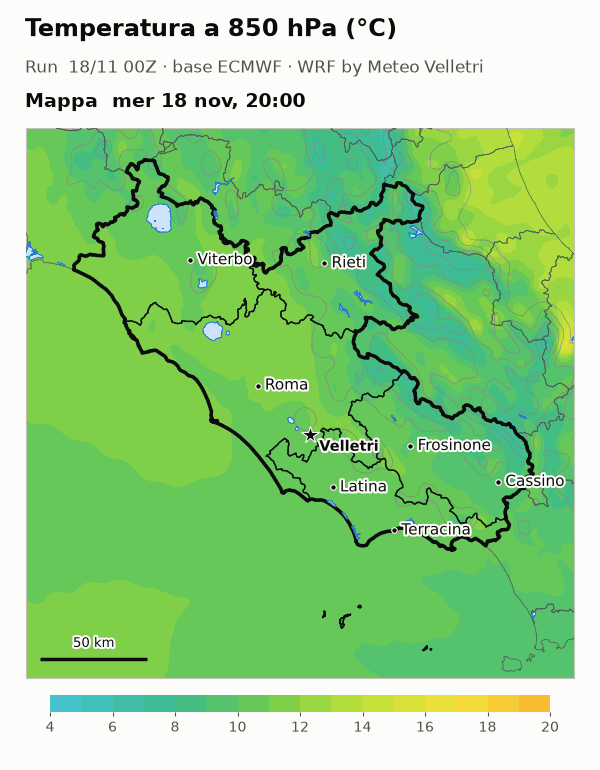 Temperatura a 850 hPa (°C)
Run 18/11 00Z · base ECMWF · WRF by Meteo Velletri
Mappa mer 18 nov, 20:00
Viterbo
Rieti
Roma
Velletri
Frosinone
Latina
Cassino
Terracina
50 km
4 6 8 10 12 14 16 18 20